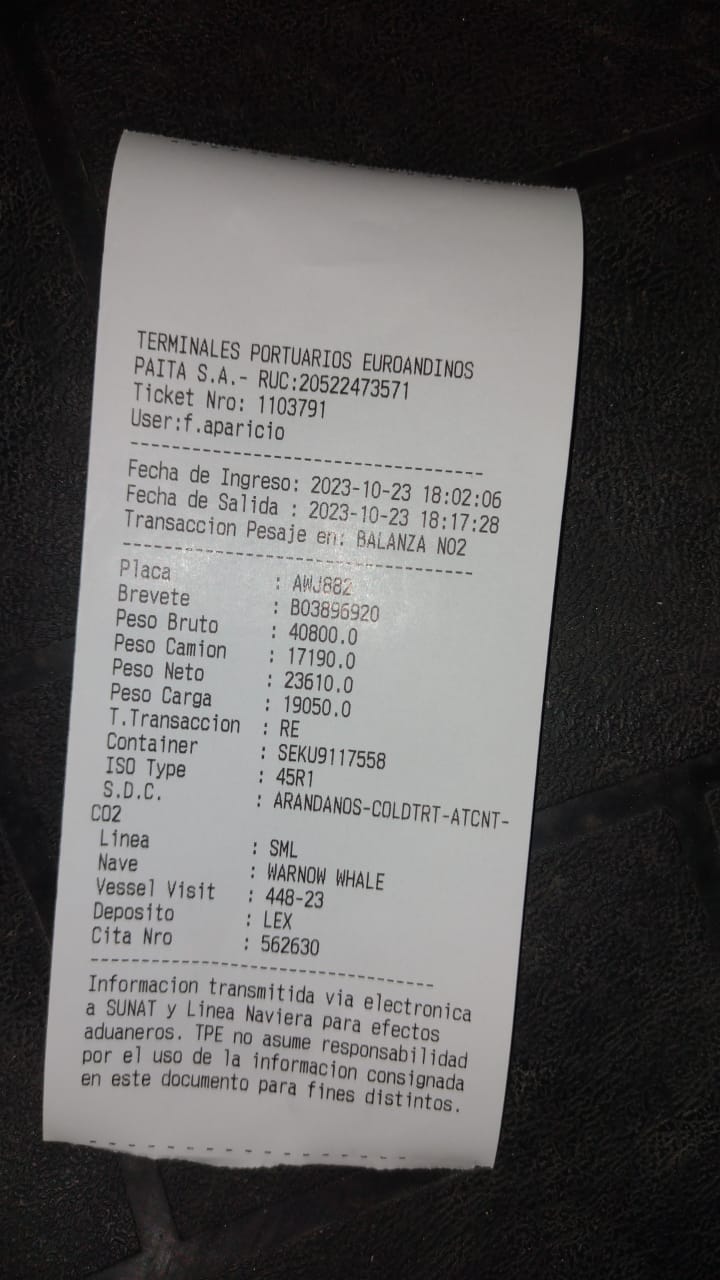 TERMINALES PORTUARIOS EUROANDINOS
PAITA S.A.- RUC:20522473571
Ticket Nro: 1103791
User:f.aparicio
Fecha de Ingreso: 2023-10-23 18:02:06
Fecha de Salida : 2023-10-23 18:17:28
Transaccion Pesaje en: BALANZA NO2
Placa : AWJ882
Brevete : B03896920
Peso Bruto : 40800.0
Peso Camion : 17190.0
Peso Neto : 23610.0
Peso Carga : 19050.0
T.Transaccion : RE
Container : SEKU9117558
ISO Type : 45R1
S.D.C. : ARANDANOS-COLDTRT-ATCNT-
CO2
Linea : SML
Nave : WARNOW WHALE
Vessel Visit : 448-23
Deposito : LEX
Cita Nro : 562630
Informacion transmitida via electronica
a SUNAT y Linea Naviera para efectos
aduaneros. TPE no asume responsabilidad
por el uso de la informacion consignada
en este documento para fines distintos.